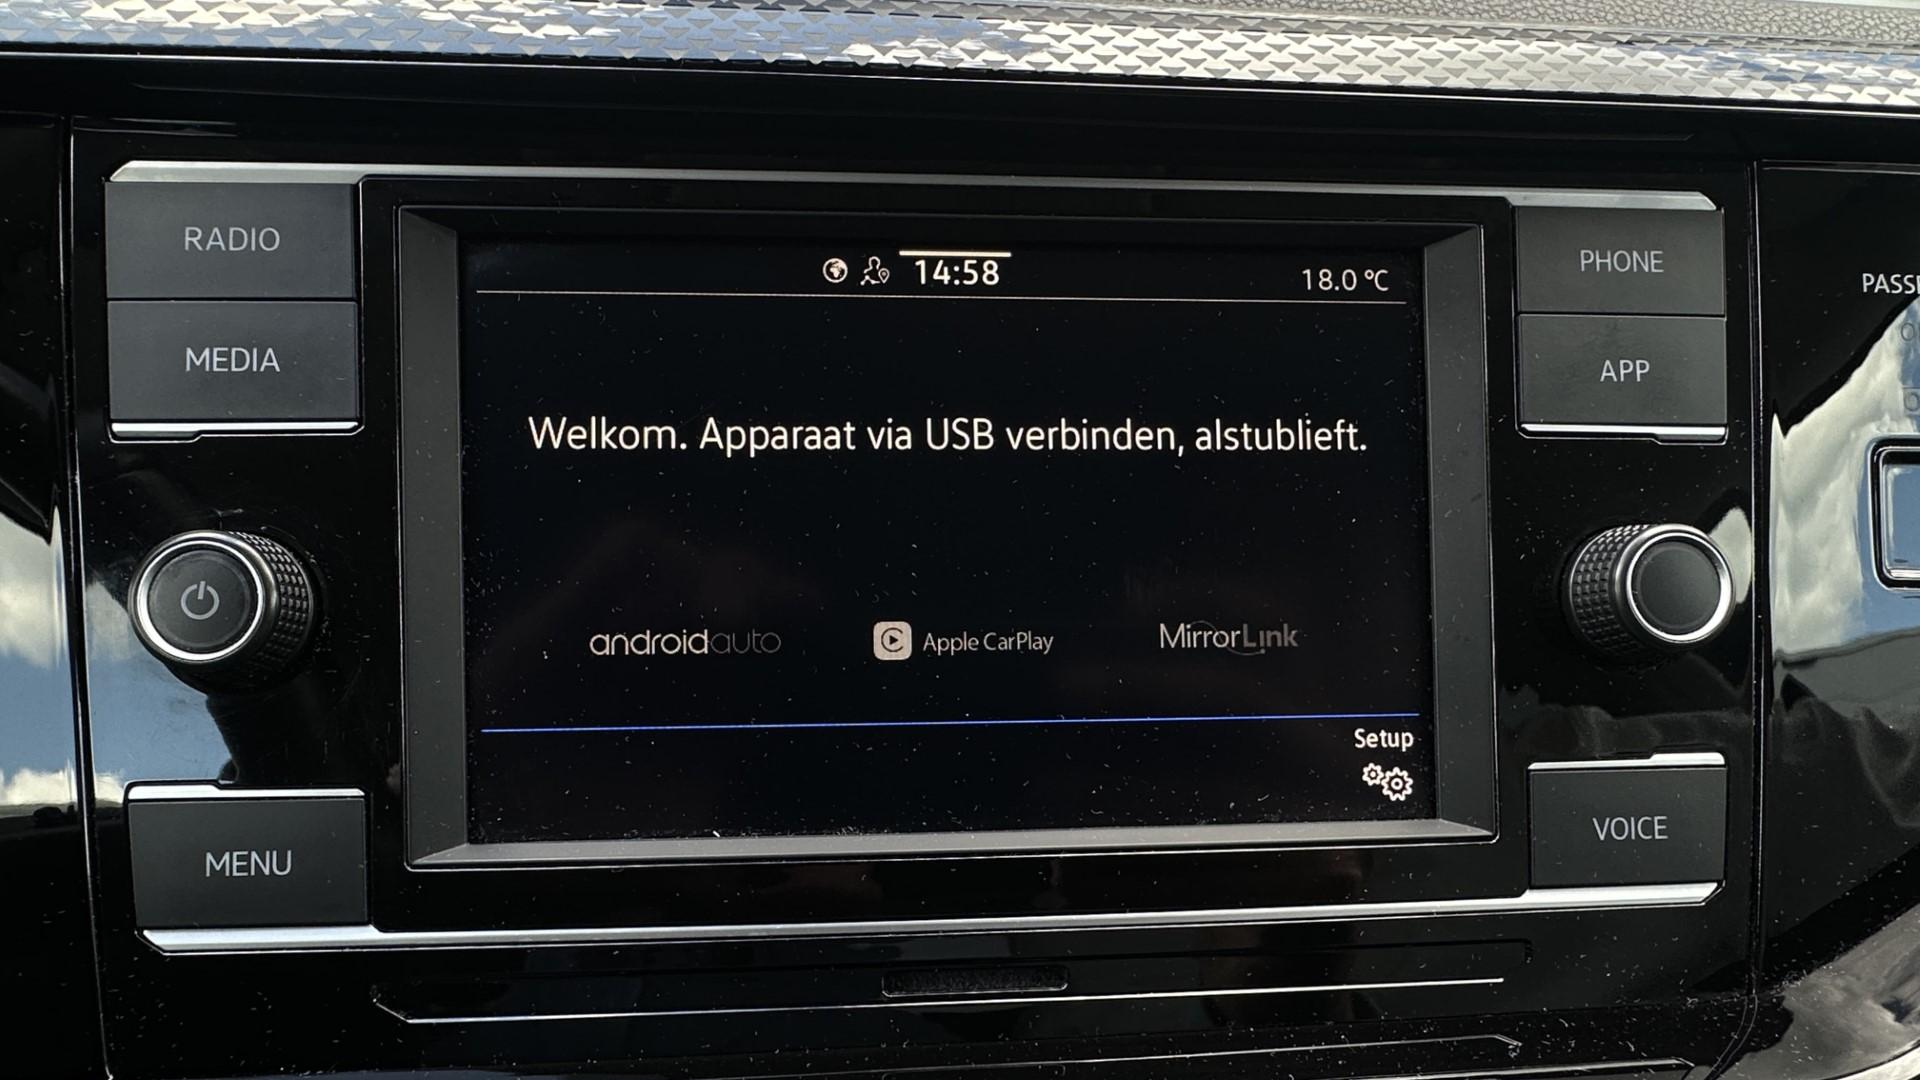 RADIO
MEDIA
MENU
14:58
18.0 °C
Welkom. Apparaat via USB verbinden, alstublieft.
androidauto
Apple CarPlay
MirrorLink
Setup
PHONE
APP
VOICE